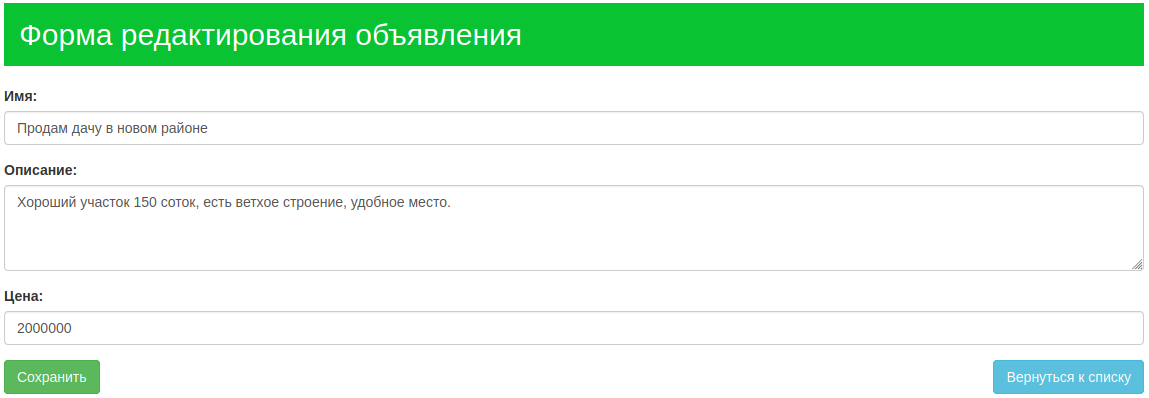 Форма редактирования объявления
Имя:
Продам дачу в новом районе
Описание:
Хороший участок 150 соток, есть ветхое строение, удобное место.
Цена:
2000000
Сохранить
Вернуться к списку